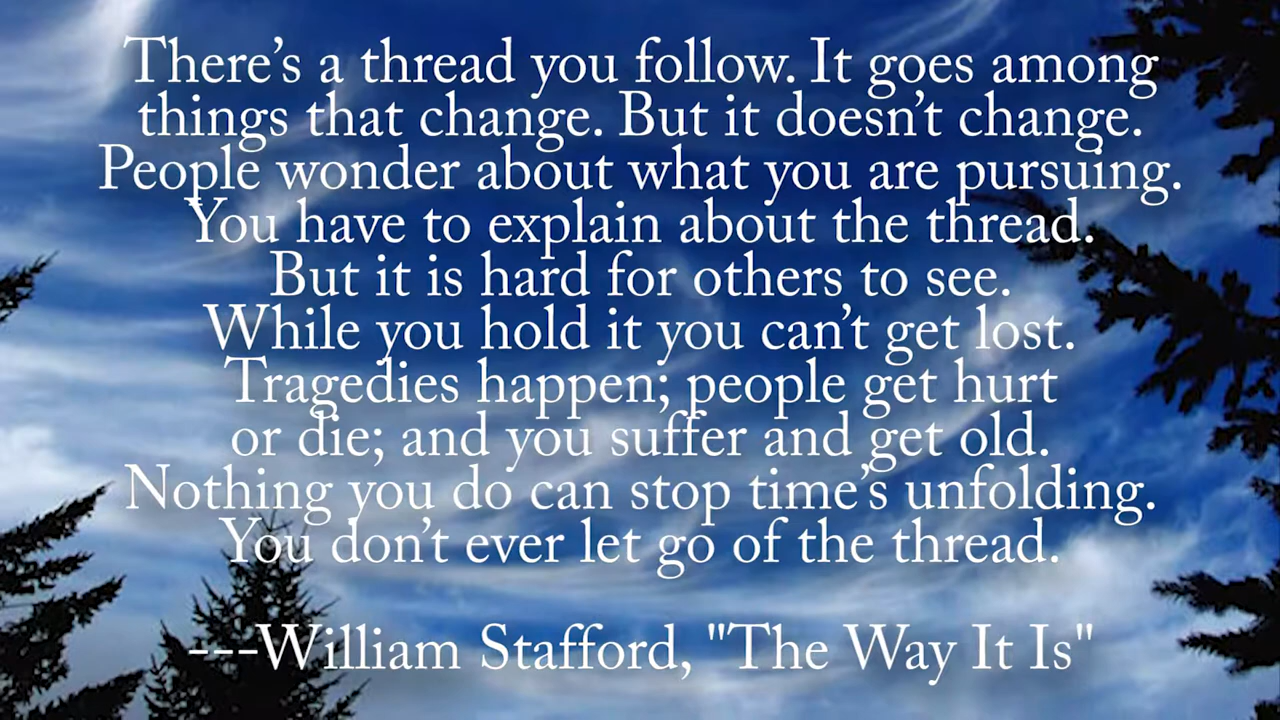 There’s a thread you follow. It goes among
things that change. But it doesn’t change.
People wonder about what you are pursuing.
You have to explain about the thread.
But it is hard for others to see.
While you hold it you can’t get lost.
Tragedies happen; people get hurt
or die; and you suffer and get old.
Nothing you do can stop time’s unfolding.
You don’t ever let go of the thread.
---William Stafford, "The Way It Is"